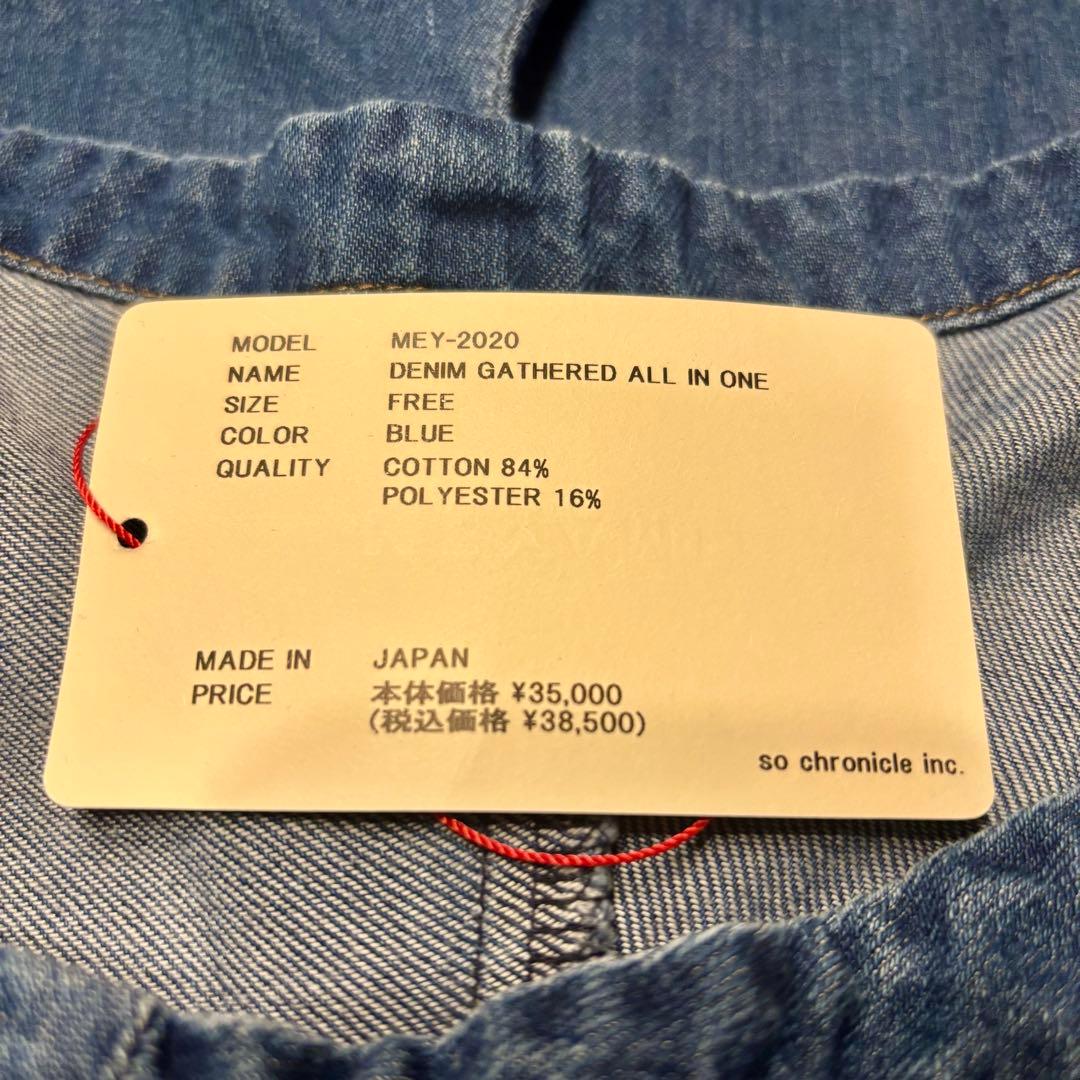 MODEL MEY-2020
NAME DENIM GATHERED ALL IN ONE
SIZE FREE
COLOR BLUE
QUALITY COTTON 84%
POLYESTER 16%
MADE IN JAPAN
PRICE 本体価格 ¥35,000
(税込価格 ¥38,500)
so chronicle inc.